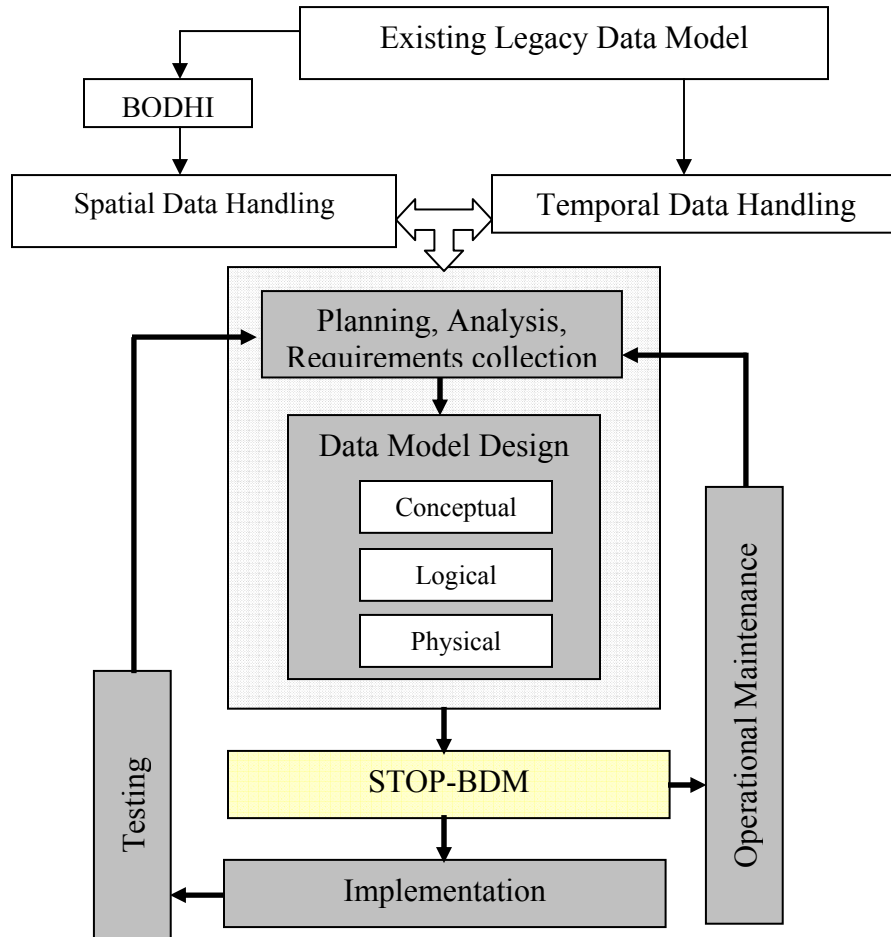 Existing Legacy Data Model
BODHI
Spatial Data Handling
Temporal Data Handling
Planning, Analysis,
Requirements collection
Data Model Design
Conceptual
Logical
Physical
Operational Maintenance
STOP-BDM
Testing
Implementation